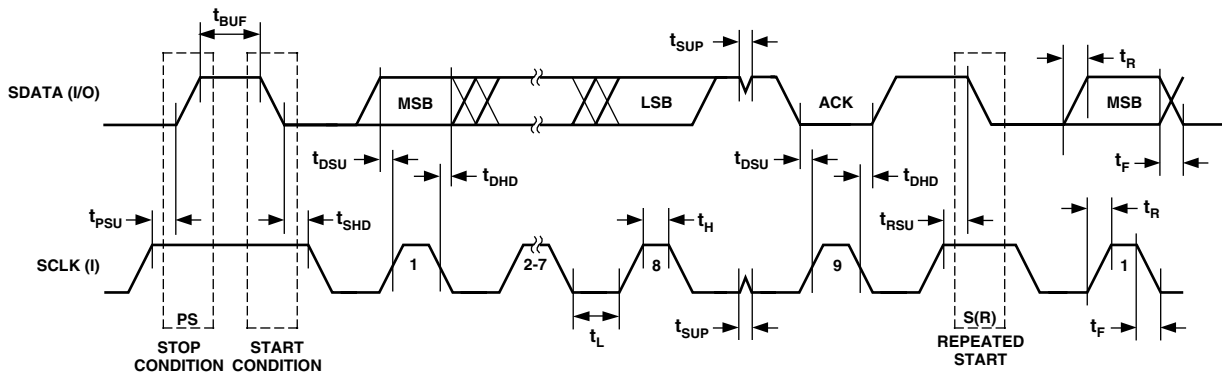 tBUF
tSUP
tR
SDATA (I/O)
MSB
LSB
ACK
MSB
tDSU
tDHD
tDSU
tDHD
tF
tPSU
tSHD
tH
tRSU
tR
SCLK (I)
1
2-7
8
9
1
PS
tL
tSUP
S(R)
tF
STOP
CONDITION
START
CONDITION
REPEATED
START